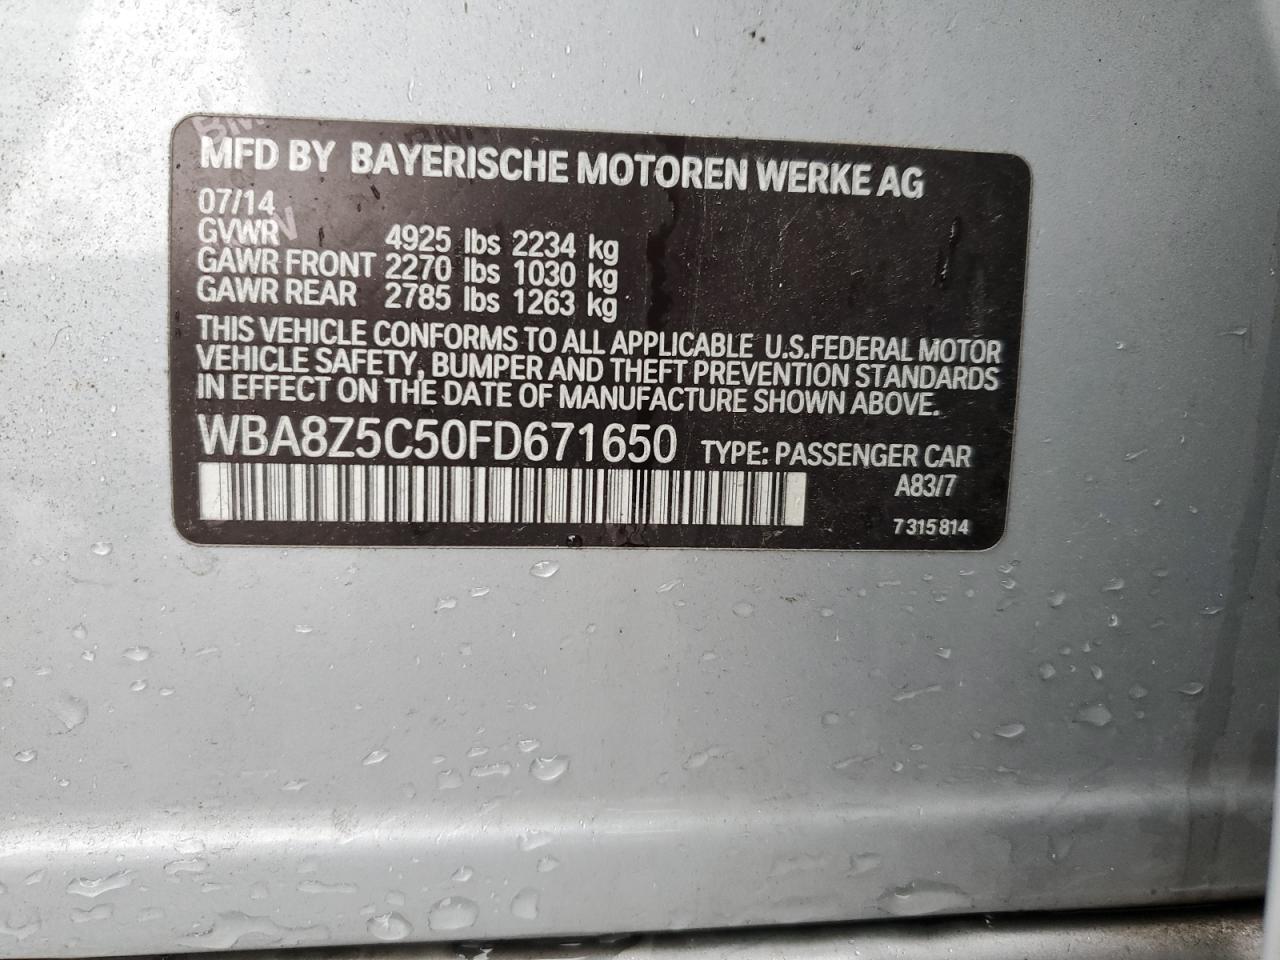 MFD BY BAYERISCHE MOTOREN WERKE AG
07/14
GVWR 4925 lbs 2234 kg
GAWR FRONT 2270 lbs 1030 kg
GAWR REAR 2785 lbs 1263 kg
THIS VEHICLE CONFORMS TO ALL APPLICABLE U.S.FEDERAL MOTOR
VEHICLE SAFETY, BUMPER AND THEFT PREVENTION STANDARDS
IN EFFECT ON THE DATE OF MANUFACTURE SHOWN ABOVE.
WBA8Z5C50FD671650 TYPE: PASSENGER CAR
A83/7
7 315 814